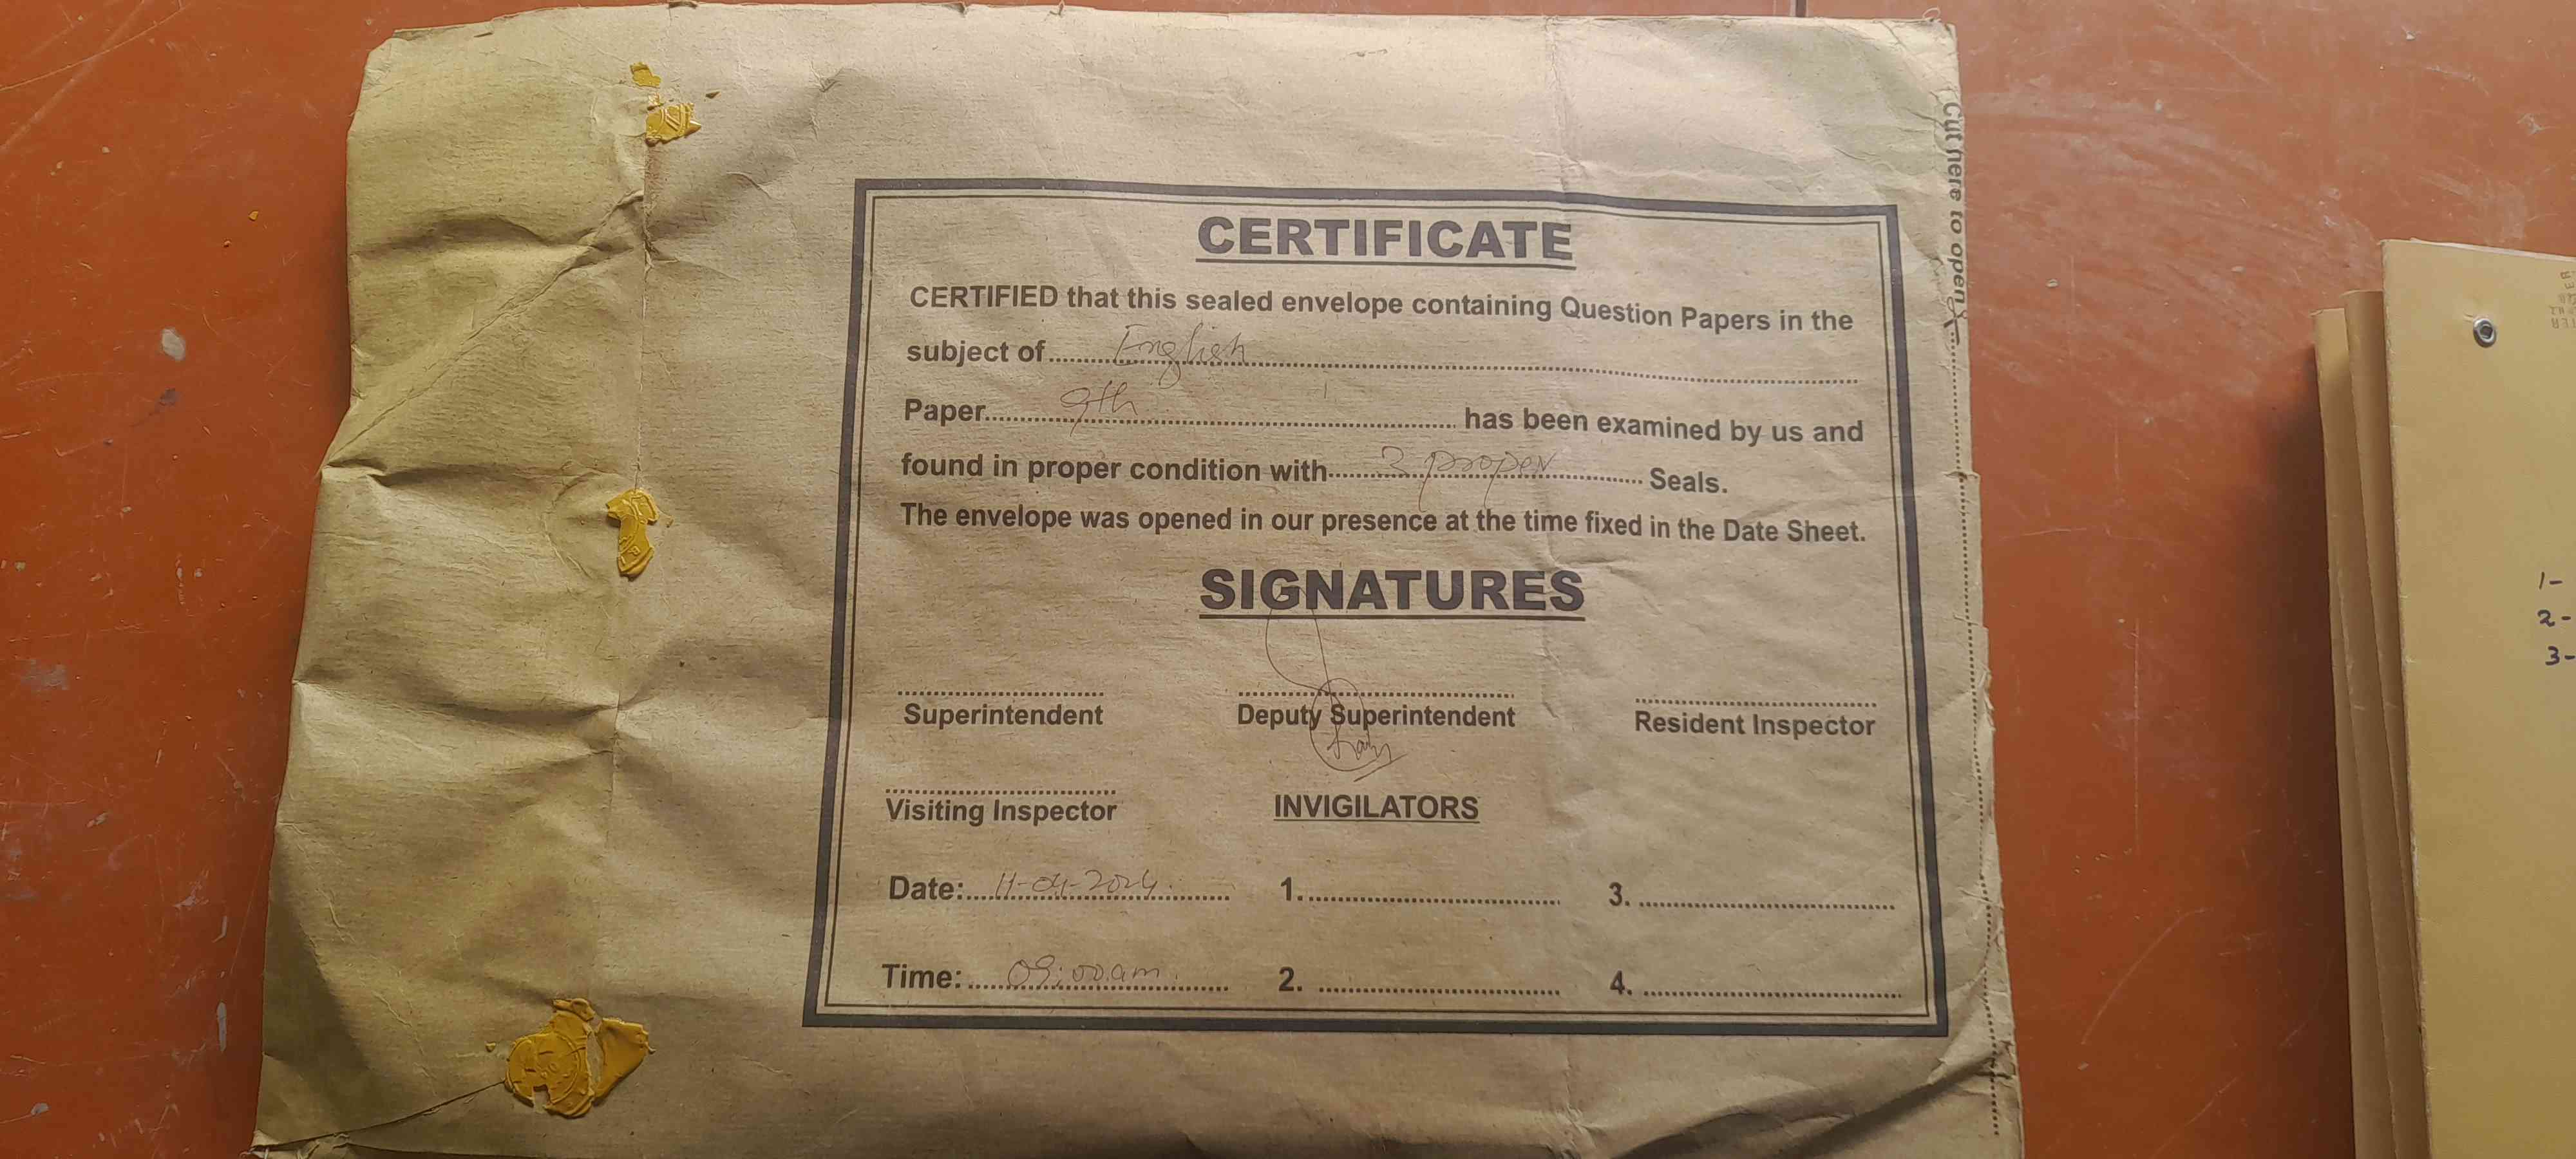 CERTIFICATE
CERTIFIED that this sealed envelope containing Question Papers in the
subject of English
Paper 9th has been examined by us and
found in proper condition with 3 proper Seals.
The envelope was opened in our presence at the time fixed in the Date Sheet.
SIGNATURES
Superintendent Deputy Superintendent Resident Inspector
Visiting Inspector INVIGILATORS
Date: 11-04-2024. 1. 3.
Time: 09:00am. 2. 4.
Cut here to open
1-
2-
3-